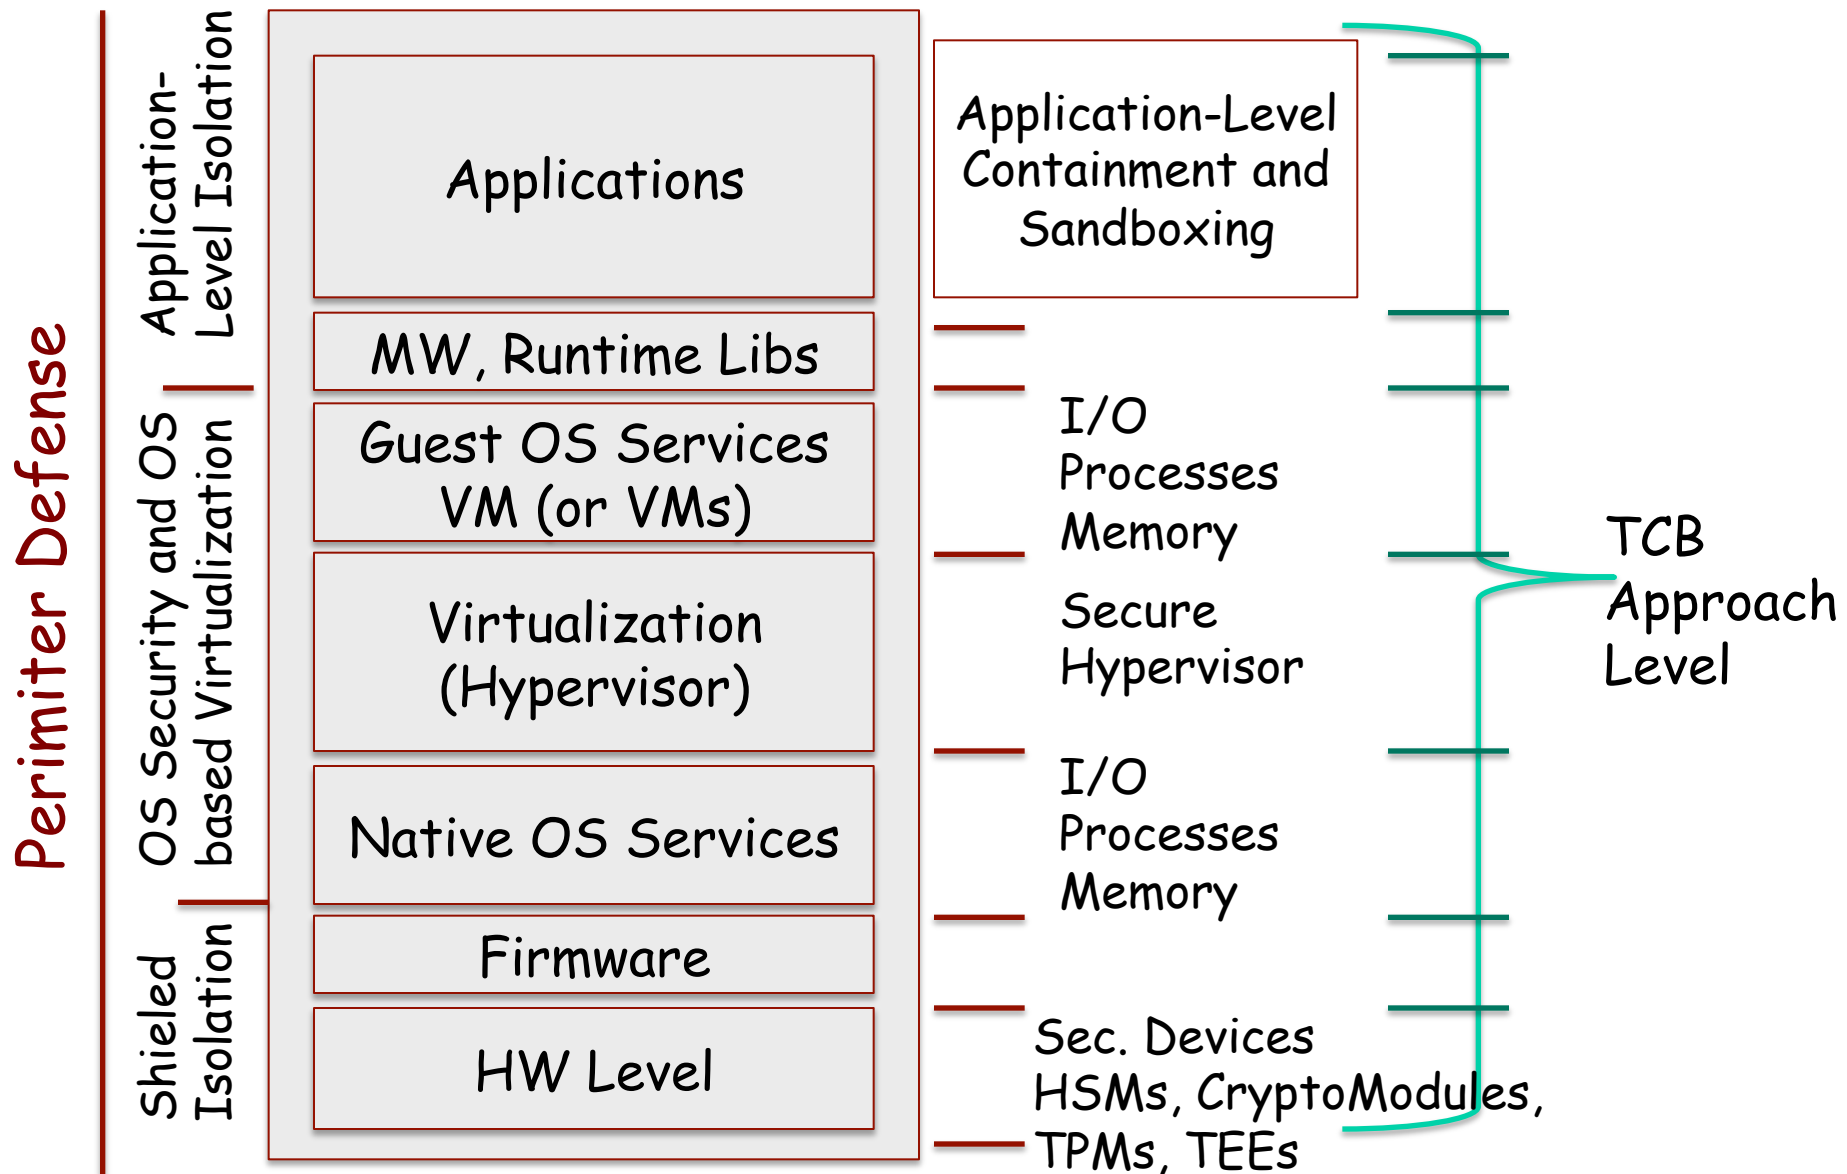 Perimiter Defense
Application-
Level Isolation
OS Security and OS
based Virtualization
Shieled
Isolation
Applications
MW, Runtime Libs
Guest OS Services
VM (or VMs)
Virtualization
(Hypervisor)
Native OS Services
Firmware
HW Level
Application-Level
Containment and
Sandboxing
I/O
Processes
Memory
Secure
Hypervisor
I/O
Processes
Memory
Sec. Devices
HSMs, CryptoModules,
TPMs, TEEs
TCB
Approach
Level